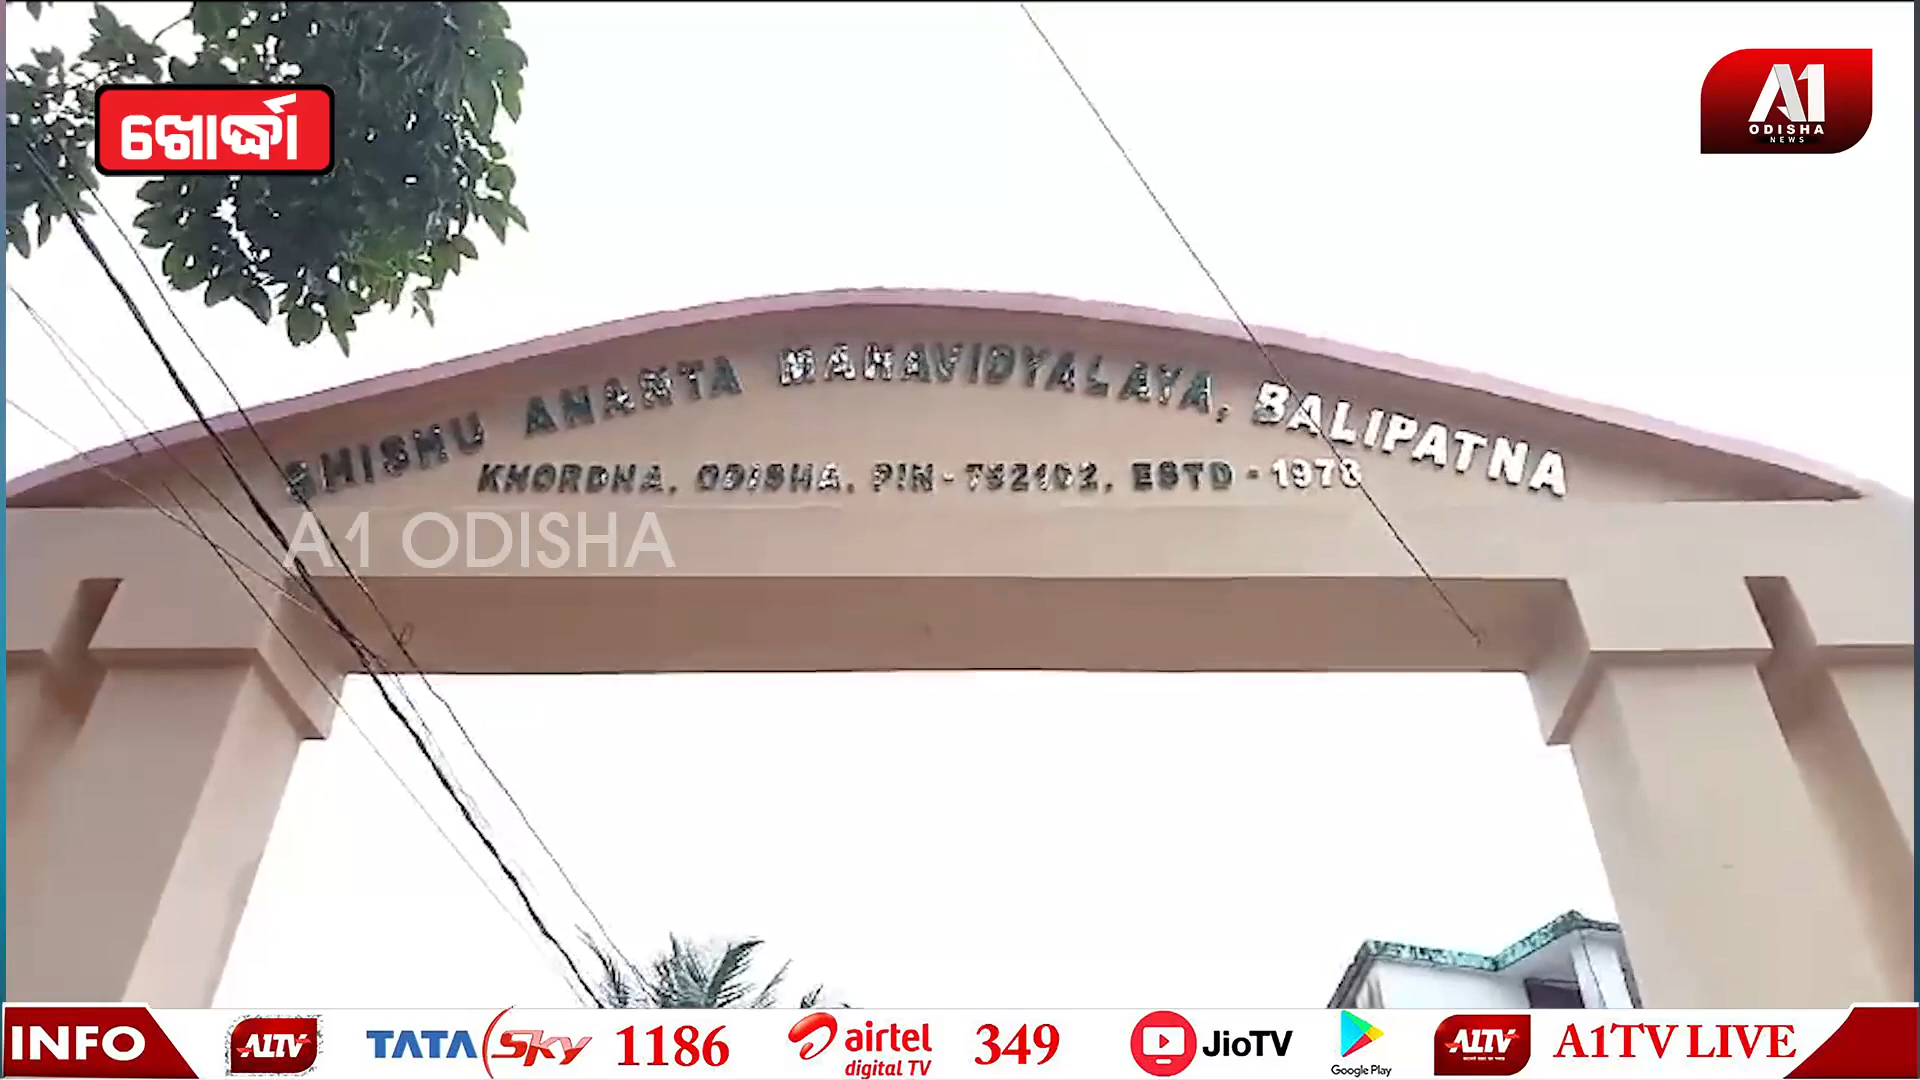 ଖୋର୍ଦ୍ଧା
A1
ODISHA
NEWS
SHISHU ANANTA MAHAVIDYALAYA, BALIPATNA
KHORDHA, ODISHA, PIN - 752102, ESTD - 1978
A1 ODISHA
INFO A1TV TATA Sky 1186 airtel digital TV 349 JioTV Google Play A1TV A1TV LIVE